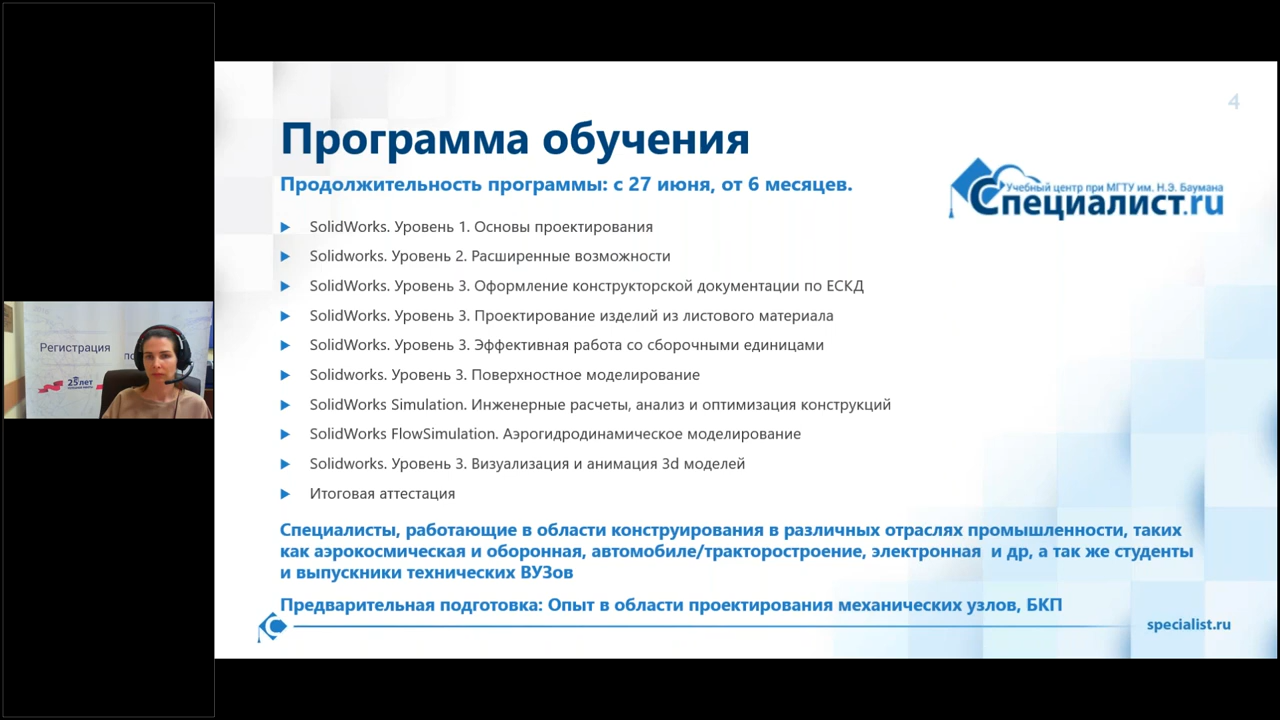 4
Программа обучения
Продолжительность программы: с 27 июня, от 6 месяцев.
Учебный центр при МГТУ им. Н.Э. Баумана
Специалист.ru
SolidWorks. Уровень 1. Основы проектирования
Solidworks. Уровень 2. Расширенные возможности
SolidWorks. Уровень 3. Оформление конструкторской документации по ЕСКД
SolidWorks. Уровень 3. Проектирование изделий из листового материала
SolidWorks. Уровень 3. Эффективная работа со сборочными единицами
Solidworks. Уровень 3. Поверхностное моделирование
SolidWorks Simulation. Инженерные расчеты, анализ и оптимизация конструкций
SolidWorks FlowSimulation. Аэрогидродинамическое моделирование
Solidworks. Уровень 3. Визуализация и анимация 3d моделей
Итоговая аттестация
Специалисты, работающие в области конструирования в различных отраслях промышленности, таких
как аэрокосмическая и оборонная, автомобиле/тракторостроение, электронная и др, а так же студенты
и выпускники технических ВУЗов
Предварительная подготовка: Опыт в области проектирования механических узлов, БКП
specialist.ru
Регистрация
25 лет